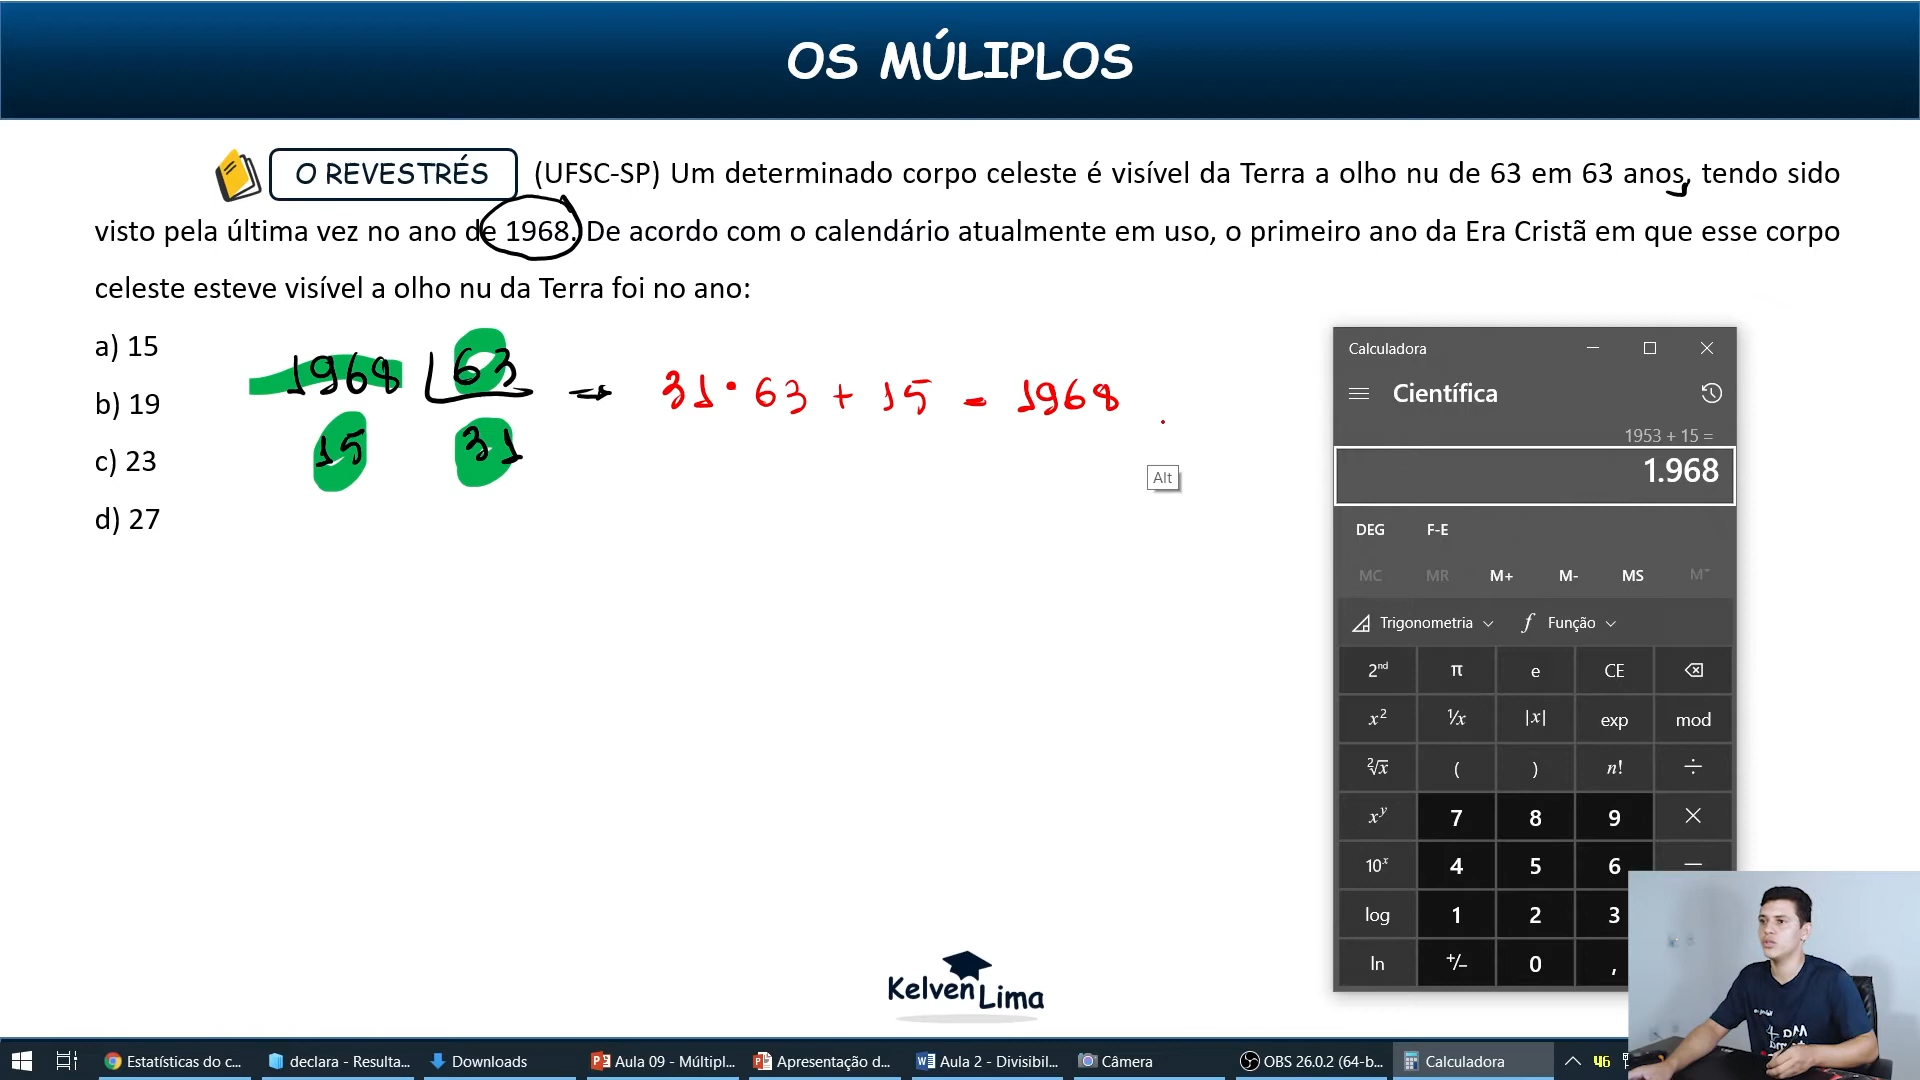 OS MÚLIPLOS
O REVESTRÉS (UFSC-SP) Um determinado corpo celeste é visível da Terra a olho nu de 63 em 63 anos, tendo sido
visto pela última vez no ano de 1968. De acordo com o calendário atualmente em uso, o primeiro ano da Era Cristã em que esse corpo
celeste esteve visível a olho nu da Terra foi no ano:
a) 15
b) 19
c) 23
d) 27
1968 63 → 31 · 63 + 15 = 1968
15 31
Alt
Calculadora
Científica
1953 + 15 =
1.968
DEG F-E
MC MR M+ M- MS M˅
Trigonometria f Função
2nd π e CE
x² ¹/x |x| exp mod
²√x ( ) n! ÷
xʸ 7 8 9 ×
10ˣ 4 5 6 −
log 1 2 3
ln +/− 0 ,
Kelven Lima
Estatísticas do c... declara - Resulta... Downloads Aula 09 - Múltipl... Apresentação d... Aula 2 - Divisibil... Câmera OBS 26.0.2 (64-b... Calculadora 46